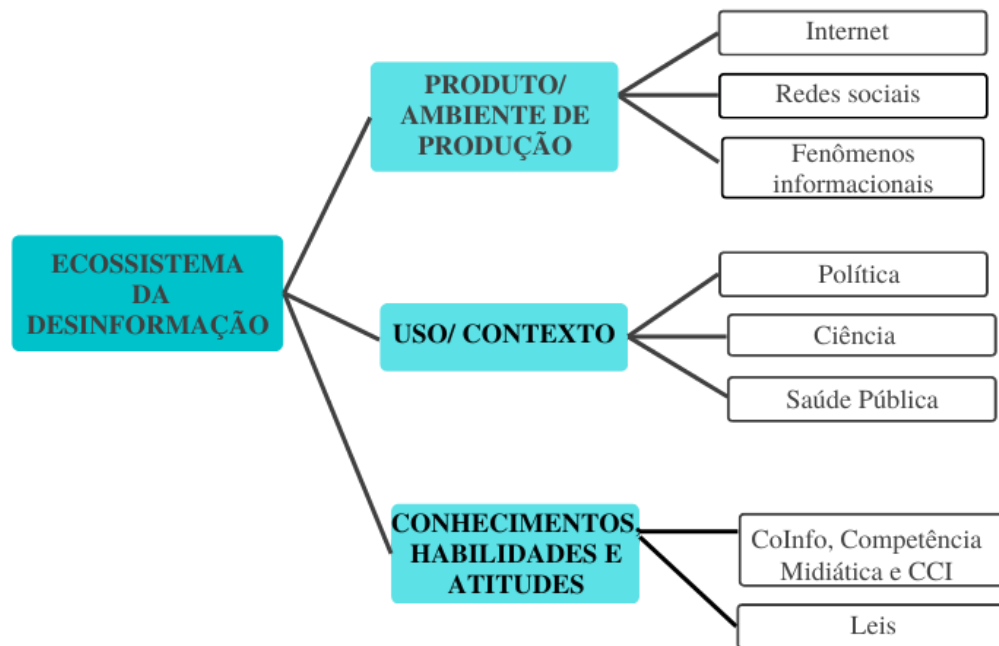 ECOSSISTEMA
DA
DESINFORMAÇÃO
PRODUTO/
AMBIENTE DE
PRODUÇÃO
Internet
Redes sociais
Fenômenos
informacionais
USO/ CONTEXTO
Política
Ciência
Saúde Pública
CONHECIMENTOS,
HABILIDADES E
ATITUDES
CoInfo, Competência
Midiática e CCI
Leis